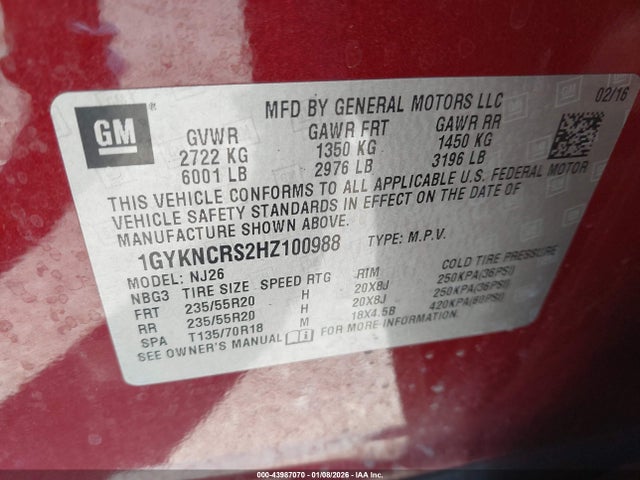 GM
®
MFD BY GENERAL MOTORS LLC 02/16
GVWR GAWR FRT GAWR RR
2722 KG 1350 KG 1450 KG
6001 LB 2976 LB 3196 LB
THIS VEHICLE CONFORMS TO ALL APPLICABLE U.S. FEDERAL MOTOR
VEHICLE SAFETY STANDARDS IN EFFECT ON THE DATE OF
MANUFACTURE SHOWN ABOVE.
1GYKNCRS2HZ100988 TYPE: M.P.V.
MODEL: NJ26
NBG3 TIRE SIZE SPEED RTG RIM COLD TIRE PRESSURE
FRT 235/55R20 H 20X8J 250KPA(36PSI)
RR 235/55R20 H 20X8J 250KPA(36PSI)
SPA T135/70R18 M 18X4.5B 420KPA(60PSI)
SEE OWNER'S MANUAL FOR MORE INFORMATION.
000-43987070 - 01/08/2026 - IAA Inc.